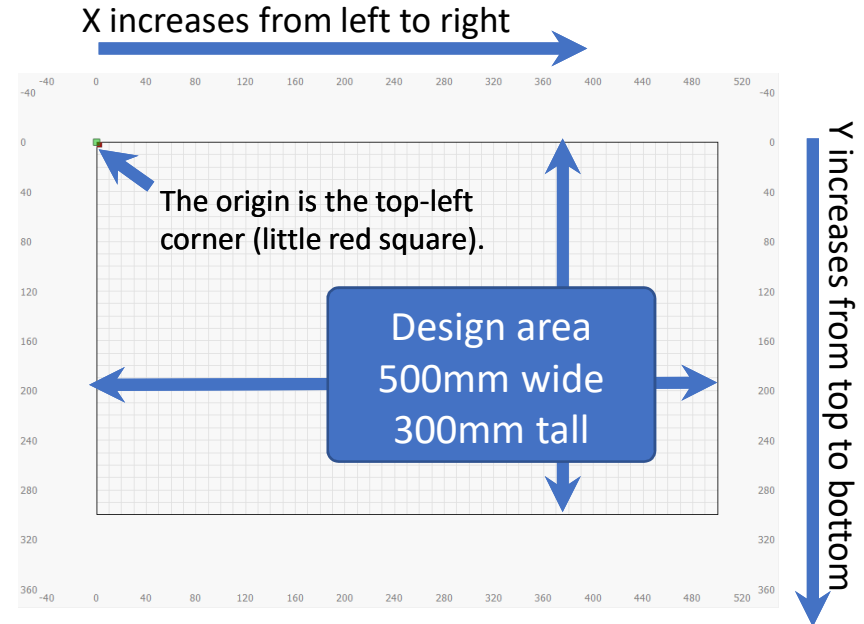 X increases from left to right
-40 0 40 80 120 160 200 240 280 320 360 400 440 480 520
-40 -40
0 0
The origin is the top-left
corner (little red square).
40 40
80 80
120 120
Design area
500mm wide
300mm tall
160 160
200 200
240 240
280 280
320 320
360 360
-40 0 40 80 120 160 200 240 280 320 360 400 440 480 520
Y increases from top to bottom